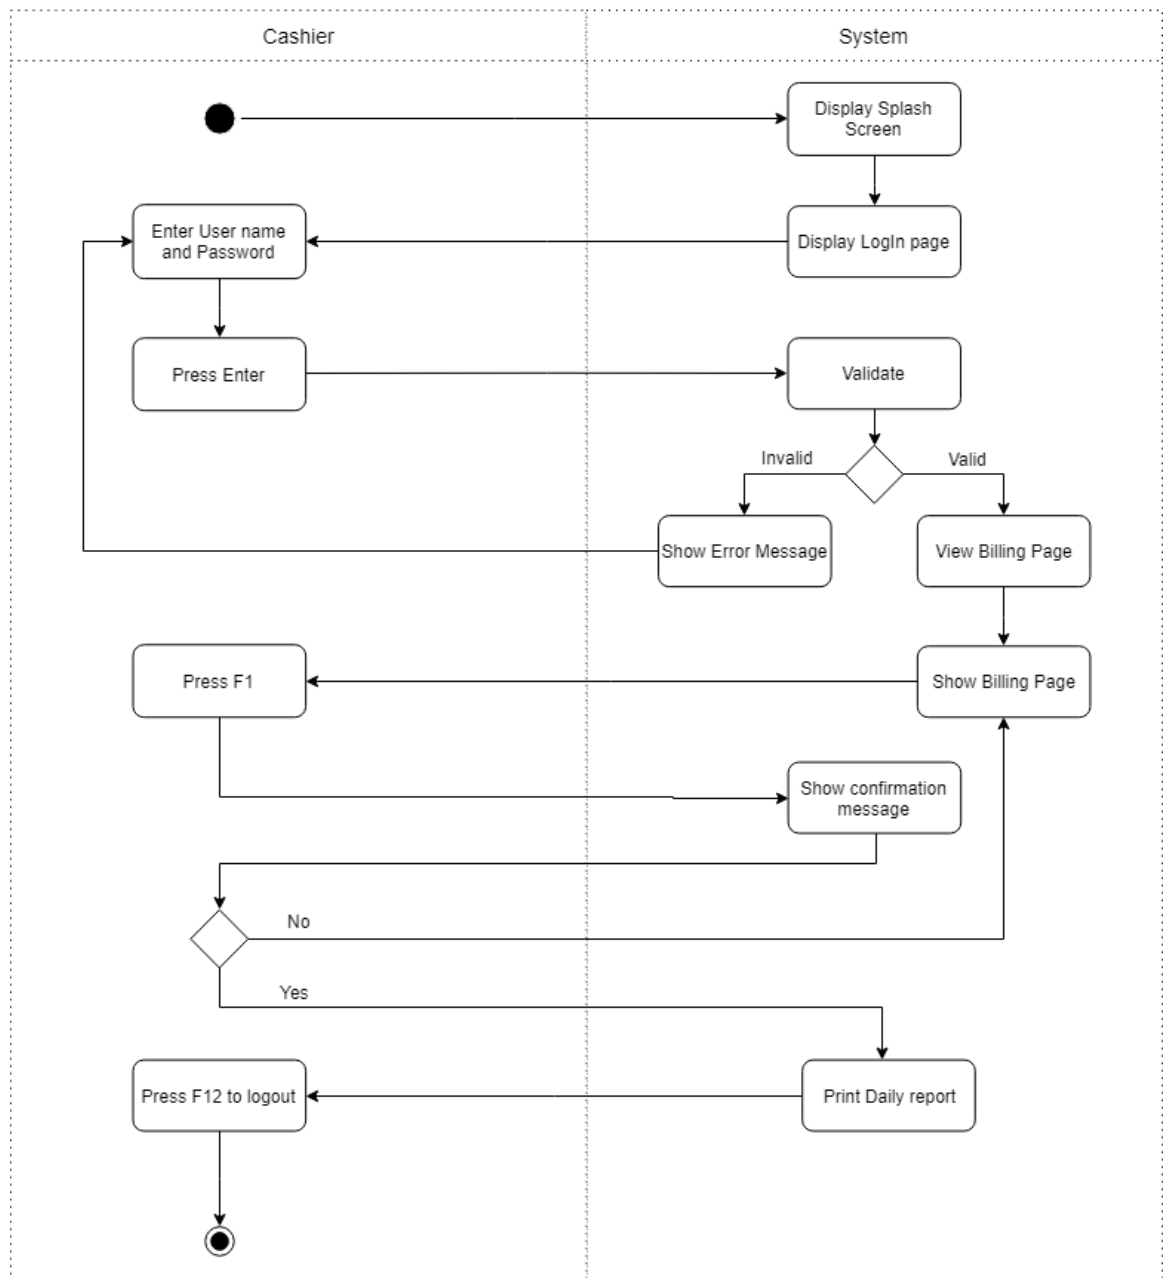 Cashier
System
Display Splash
Screen
Enter User name
and Password
Display LogIn page
Press Enter
Validate
Invalid
Valid
Show Error Message
View Billing Page
Press F1
Show Billing Page
Show confirmation
message
No
Yes
Press F12 to logout
Print Daily report